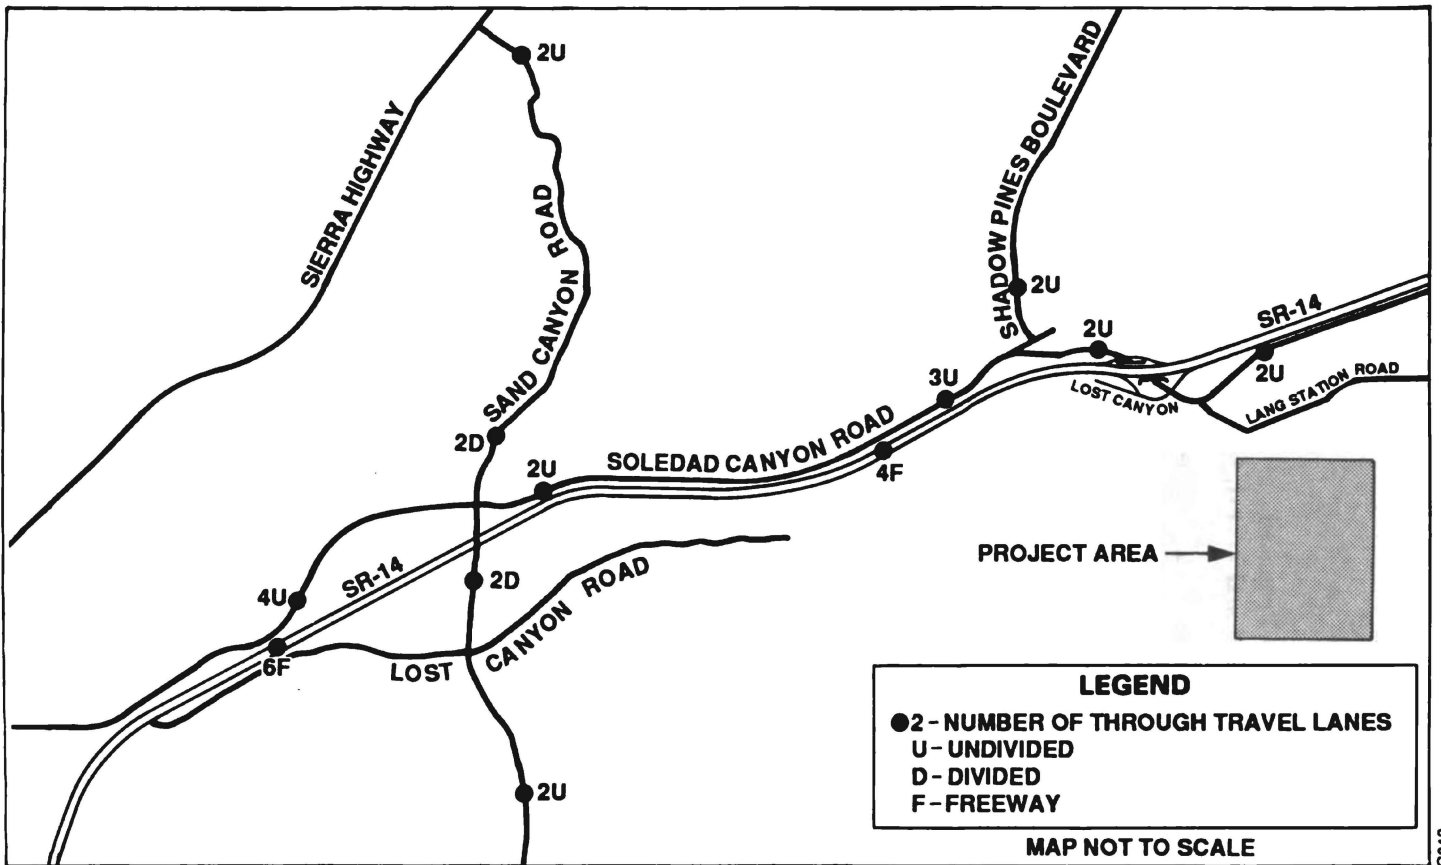 2U
SIERRA HIGHWAY
SAND CANYON ROAD
SHADOW PINES BOULEVARD
2U
SR-14
2U
2U
LOST CANYON
LANG STATION ROAD
3U
2D
2U
SOLEDAD CANYON ROAD
4F
PROJECT AREA
SR-14
2D
4U
6F
LOST CANYON ROAD
2U
LEGEND
2 - NUMBER OF THROUGH TRAVEL LANES
U - UNDIVIDED
D - DIVIDED
F - FREEWAY
MAP NOT TO SCALE